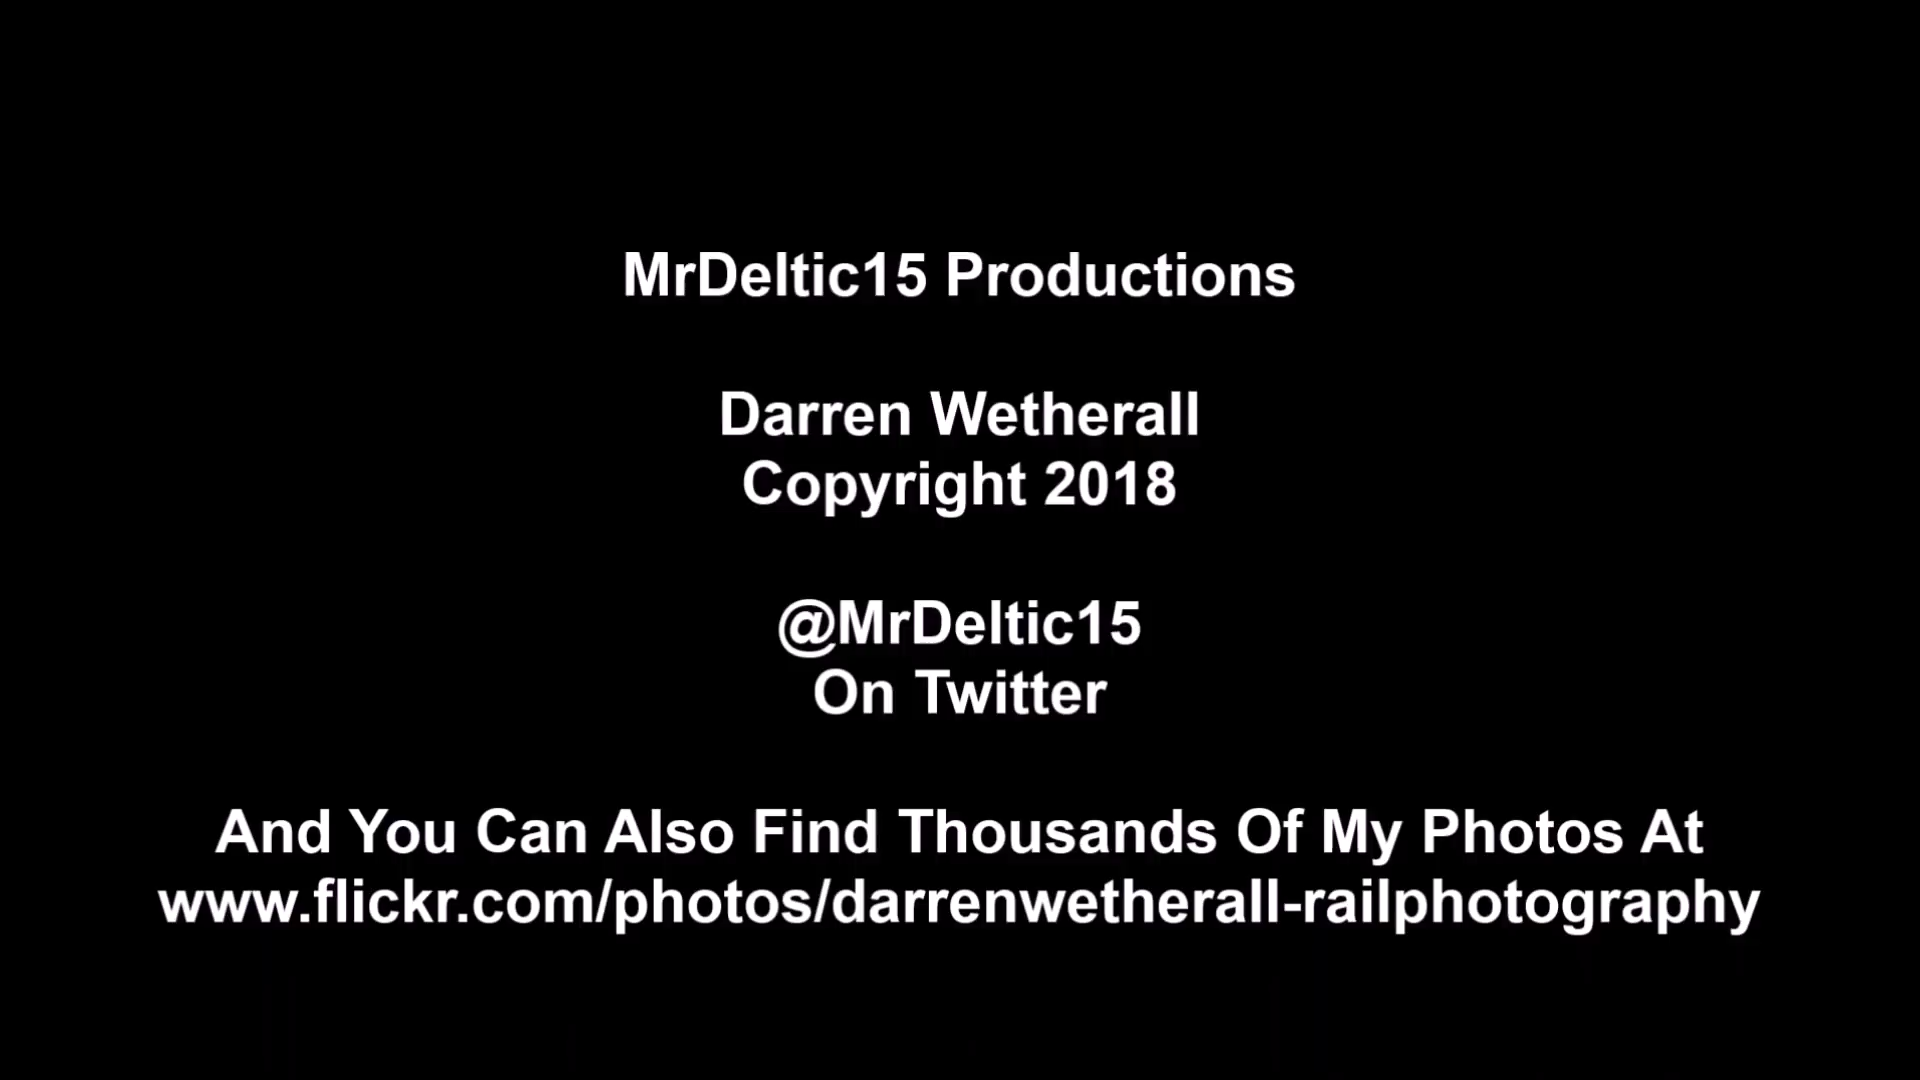 MrDeltic15 Productions
Darren Wetherall
Copyright 2018
@MrDeltic15
On Twitter
And You Can Also Find Thousands Of My Photos At
www.flickr.com/photos/darrenwetherall-railphotography